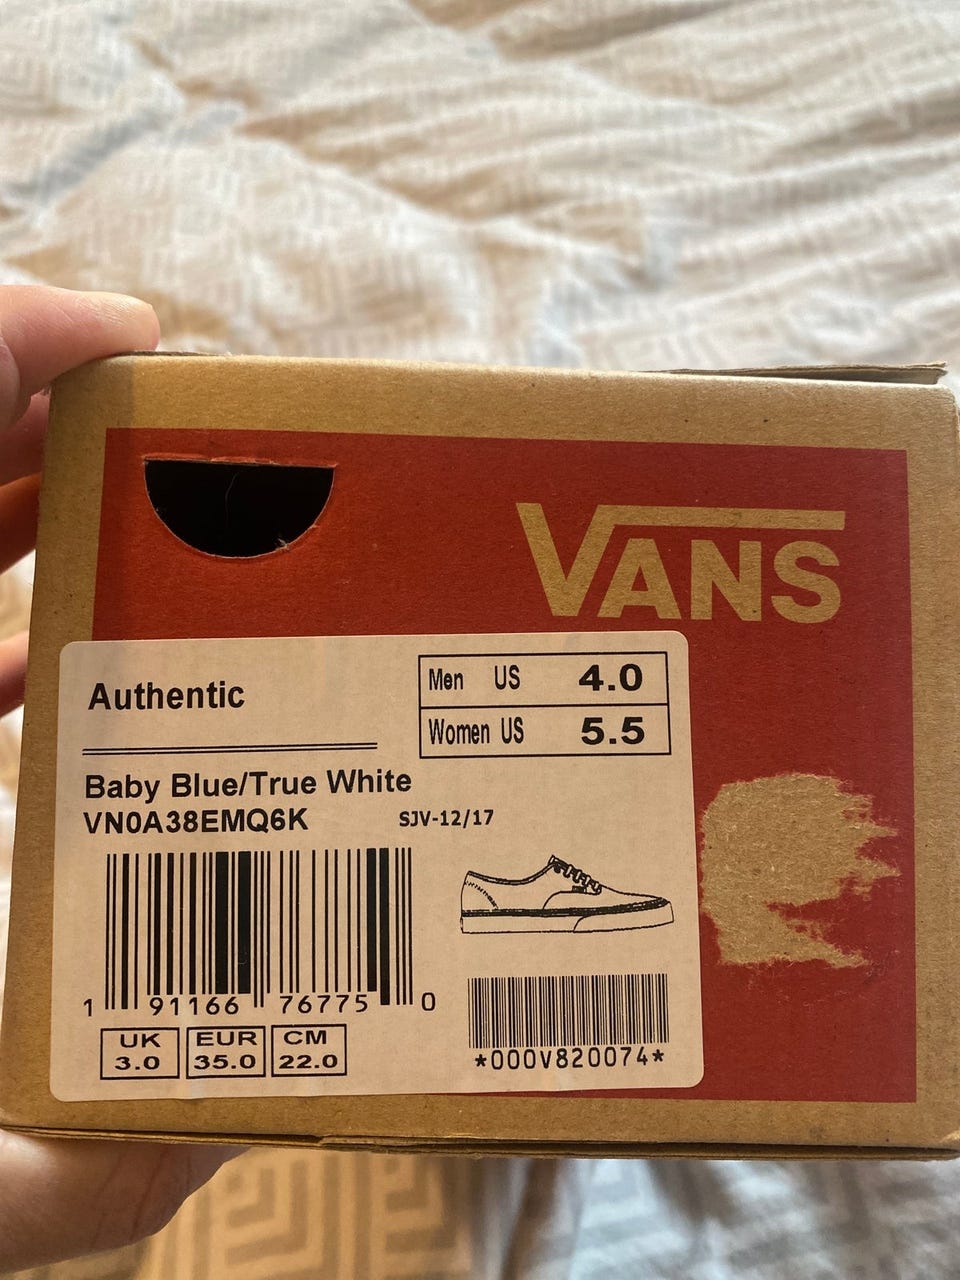 VANS
Authentic
Men US 4.0
Women US 5.5
Baby Blue/True White
VN0A38EMQ6K SJV-12/17
1 91166 76775 0
*000V820074*
UK EUR CM
3.0 35.0 22.0